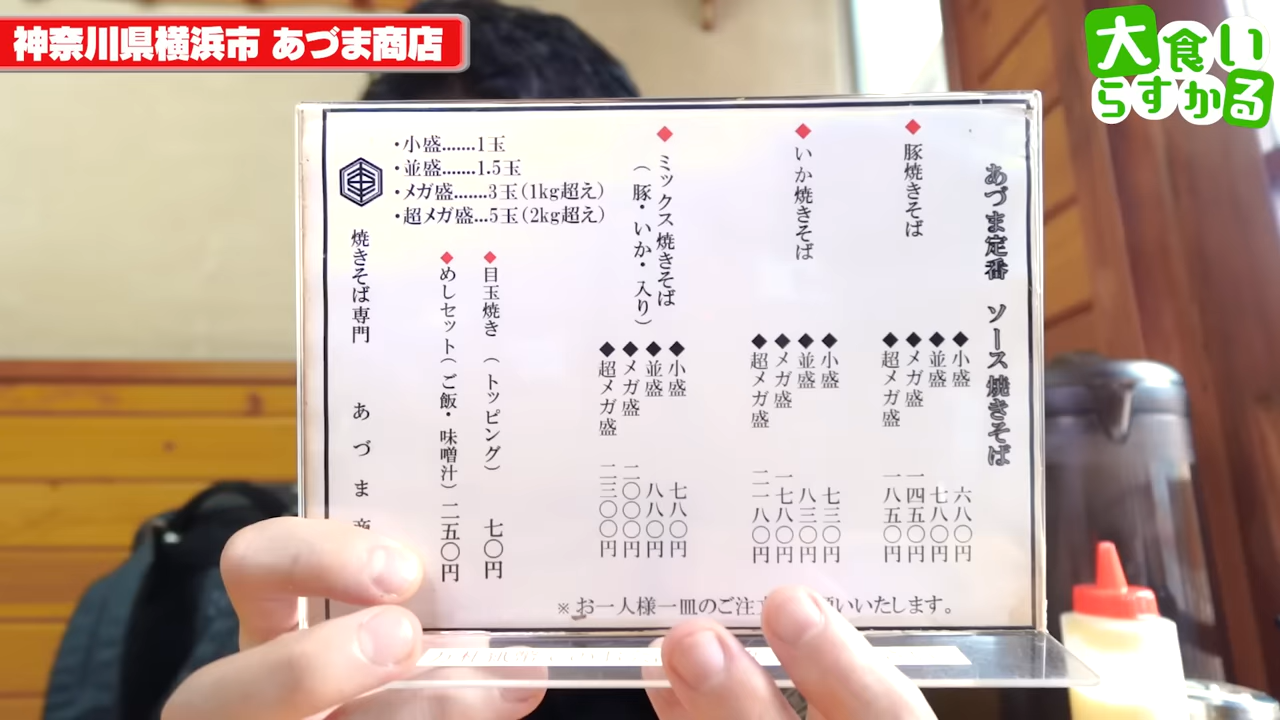 神奈川県横浜市 あづま商店
大食い
らすかる
あづま定番 ソース焼きそば
◆豚焼きそば
◆小盛 六八〇円
◆並盛 七八〇円
◆メガ盛 一四五〇円
◆超メガ盛 一八五〇円
◆いか焼きそば
◆小盛 七三〇円
◆並盛 八三〇円
◆メガ盛 一七八〇円
◆超メガ盛 二一八〇円
◆ミックス焼きそば
（豚・いか・入り）
◆小盛 七八〇円
◆並盛 八八〇円
◆メガ盛 二〇〇〇円
◆超メガ盛 二三〇〇円
・小盛.......1玉
・並盛.......1.5玉
・メガ盛.......3玉（1kg超え）
・超メガ盛...5玉（2kg超え）
◆目玉焼き（トッピング） 七〇円
◆めしセット（ご飯・味噌汁）二五〇円
焼きそば専門 あづま商
※お一人様一皿のご注 願いいたします。